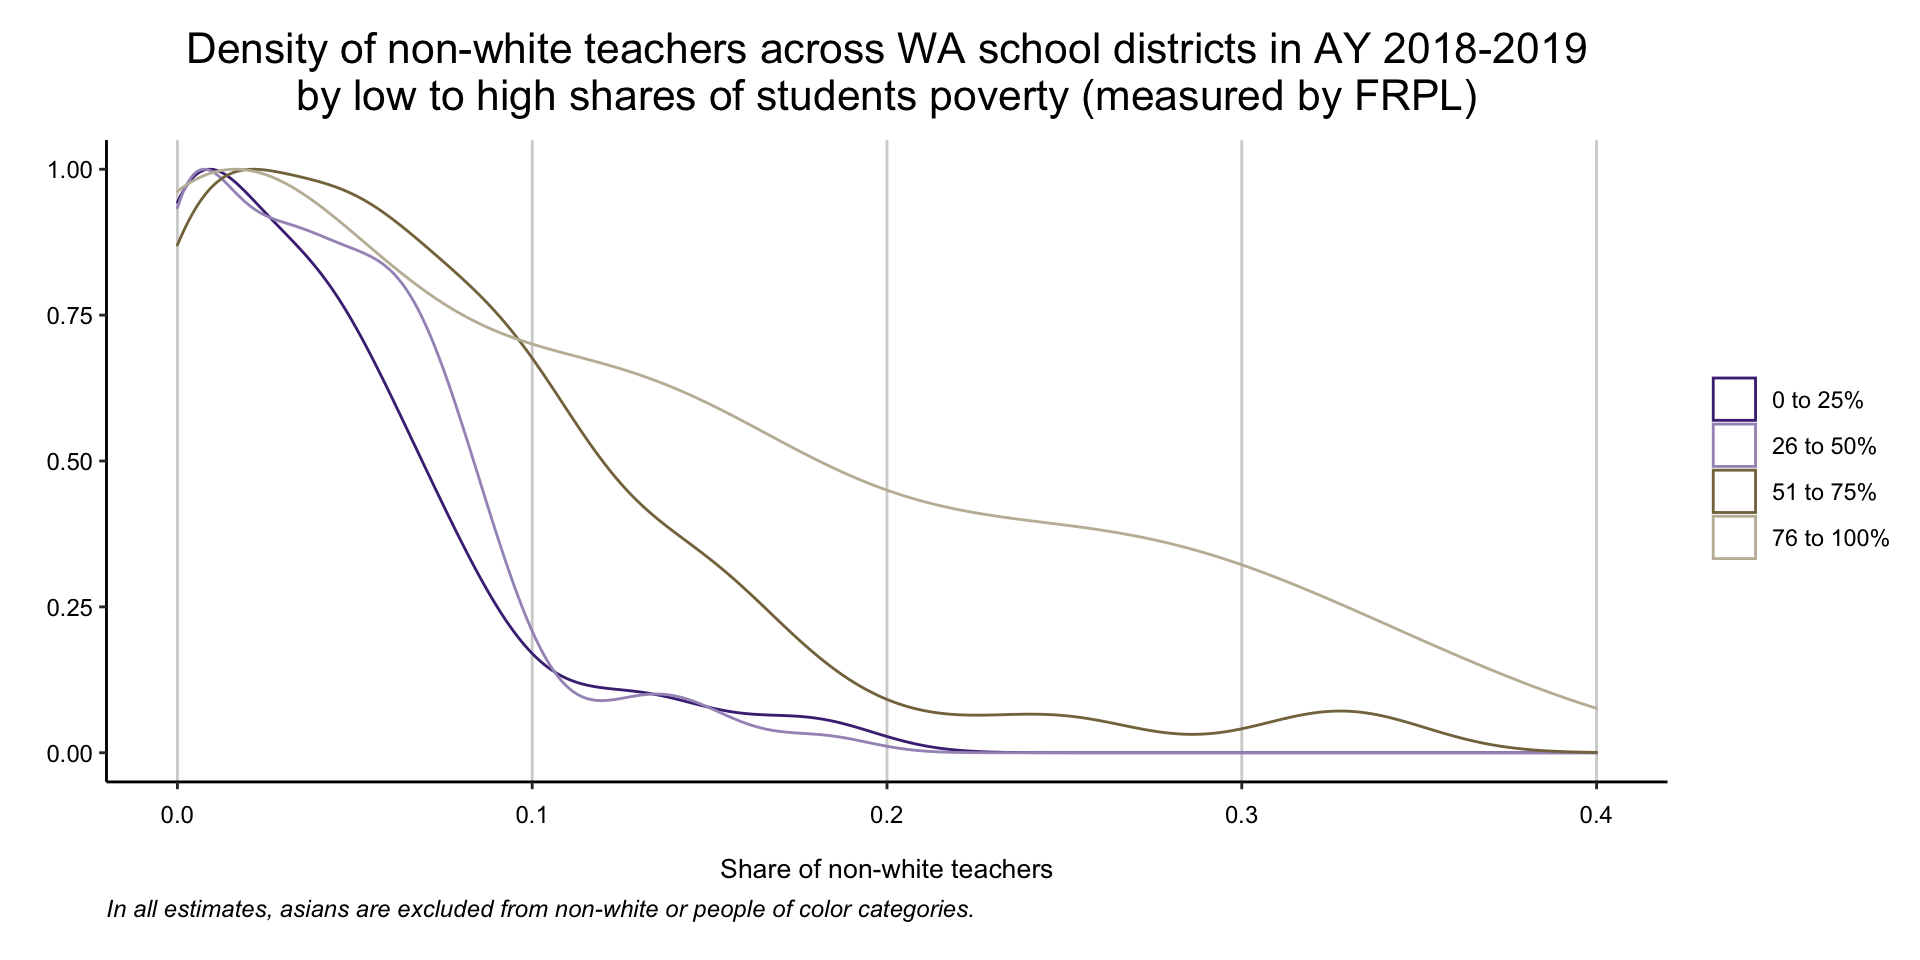 Density of non-white teachers across WA school districts in AY 2018-2019
by low to high shares of students poverty (measured by FRPL)
1.00
0.75
0.50
0.25
0.00
0.0
0.1
0.2
0.3
0.4
Share of non-white teachers
0 to 25%
26 to 50%
51 to 75%
76 to 100%
In all estimates, asians are excluded from non-white or people of color categories.